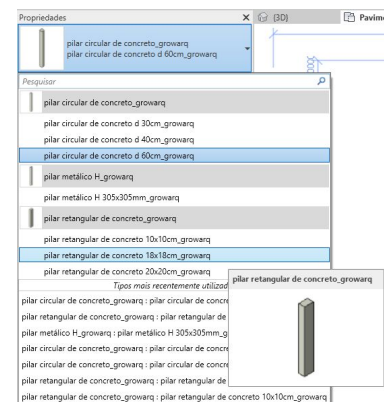 Propriedades
(3D)
Pavime
pilar circular de concreto_growarq
pilar circular de concreto d 60cm_growarq
Pesquisar
pilar circular de concreto_growarq
pilar circular de concreto d 30cm_growarq
pilar circular de concreto d 40cm_growarq
pilar circular de concreto d 60cm_growarq
pilar metálico H_growarq
pilar metálico H 305x305mm_growarq
pilar retangular de concreto_growarq
pilar retangular de concreto 10x10cm_growarq
pilar retangular de concreto 18x18cm_growarq
pilar retangular de concreto 20x20cm_growarq
Tipos mais recentemente utilizad
pilar circular de concreto_growarq : pilar circular de concre
pilar retangular de concreto_growarq : pilar retangular de
pilar metálico H_growarq : pilar metálico H 305x305mm_g
pilar circular de concreto_growarq : pilar circular de concre
pilar circular de concreto_growarq : pilar circular de concre
pilar retangular de concreto_growarq : pilar retangular de
pilar retangular de concreto_growarq : pilar retangular de concreto 10x10cm_growarq
pilar retangular de concreto_growarq